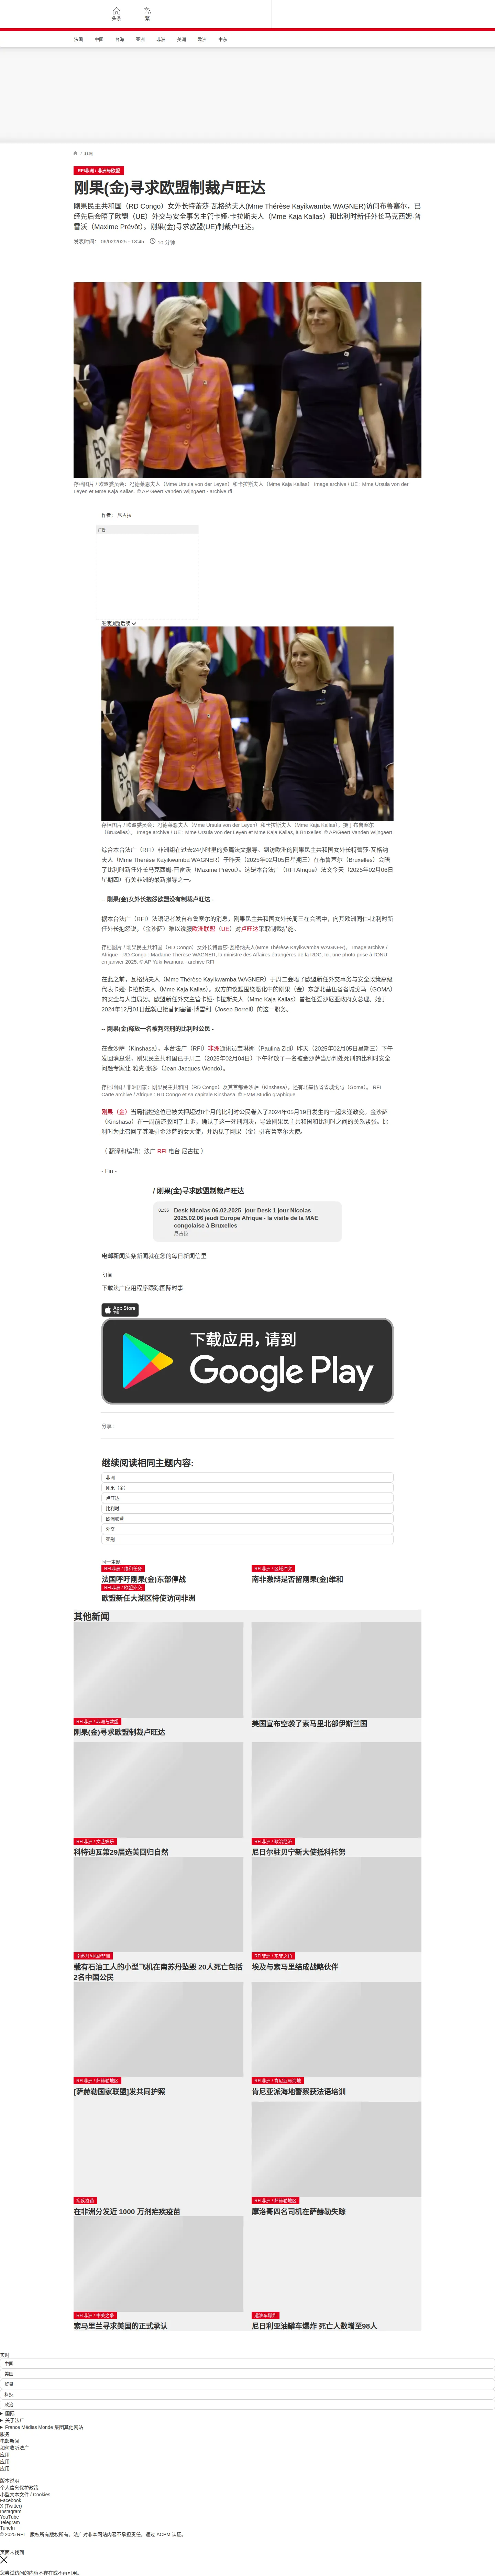 头条
繁
法国
中国
台海
亚洲
非洲
美洲
欧洲
中东
/ 非洲
RFI非洲 / 非洲与欧盟
刚果(金)寻求欧盟制裁卢旺达
刚果民主共和国（RD Congo）女外长特蕾莎·瓦格纳夫人(Mme Thérèse Kayikwamba WAGNER)访问布鲁塞尔，已
经先后会晤了欧盟（UE）外交与安全事务主管卡娅·卡拉斯夫人（Mme Kaja Kallas）和比利时新任外长马克西姆·普
雷沃（Maxime Prévôt）。刚果(金)寻求欧盟(UE)制裁卢旺达。
发表时间： 06/02/2025 - 13:45
10 分钟
存档图片 / 欧盟委员会：冯德莱恩夫人（Mme Ursula von der Leyen）和卡拉斯夫人（Mme Kaja Kallas） Image archive / UE : Mme Ursula von der
Leyen et Mme Kaja Kallas. © AP Geert Vanden Wijngaert - archive rfi
作者： 尼古拉
广告
继续浏览后续
存档图片 / 欧盟委员会：冯德莱恩夫人（Mme Ursula von der Leyen）和卡拉斯夫人（Mme Kaja Kallas），摄于布鲁塞尔
（Bruxelles）。 Image archive / UE : Mme Ursula von der Leyen et Mme Kaja Kallas, à Bruxelles. © AP/Geert Vanden Wijngaert
综合本台法广（RFI）非洲组在过去24小时里的多篇法文报导。到访欧洲的刚果民主共和国女外长特蕾莎·瓦格纳
夫人（Mme Thérèse Kayikwamba WAGNER）于昨天（2025年02月05日星期三）在布鲁塞尔（Bruxelles）会晤
了比利时新任外长马克西姆·普雷沃（Maxime Prévôt）。这是本台法广（RFI Afrique）法文今天（2025年02月06日
星期四）有关非洲的最新报导之一。
-- 刚果(金)女外长抱怨欧盟没有制裁卢旺达 -
据本台法广（RFI）法语记者发自布鲁塞尔的消息，刚果民主共和国女外长周三在会晤中，向其欧洲同仁-比利时新
任外长抱怨说，（金沙萨）难以说服欧洲联盟（UE）对卢旺达采取制裁措施。
存档图片 / 刚果民主共和国（RD Congo）女外长特蕾莎·瓦格纳夫人(Mme Thérèse Kayikwamba WAGNER)。 Image archive /
Afrique - RD Congo : Madame Thérèse WAGNER, la ministre des Affaires étrangères de la RDC, ici, une photo prise à l'ONU
en janvier 2025. © AP Yuki Iwamura - archive RFI
在此之前，瓦格纳夫人（Mme Thérèse Kayikwamba WAGNER）于周二会晤了欧盟新任外交事务与安全政策高级
代表卡娅·卡拉斯夫人（Mme Kaja Kallas）。双方的议题围绕恶化中的刚果（金）东部北基伍省省城戈马（GOMA）
的安全与人道局势。欧盟新任外交主管卡娅·卡拉斯夫人（Mme Kaja Kallas）曾担任爱沙尼亚政府女总理。她于
2024年12月01日起就已接替何塞普·博雷利（Josep Borrell）的这一职务。
-- 刚果(金)释放一名被判死刑的比利时公民 -
在金沙萨（Kinshasa），本台法广（RFI）非洲通讯员宝琳娜（Paulina Zidi）昨天（2025年02月05日星期三）下午
发回消息说，刚果民主共和国已于周二（2025年02月04日）下午释放了一名被金沙萨当局判处死刑的比利时安全
问题专家让-雅克·翁多（Jean-Jacques Wondo）。
存档地图 / 非洲国家：刚果民主共和国（RD Congo）及其首都金沙萨（Kinshasa），还有北基伍省省城戈马（Goma）。 RFI
Carte archive / Afrique : RD Congo et sa capitale Kinshasa. © FMM Studio graphique
刚果（金）当局指控这位已被关押超过8个月的比利时公民卷入了2024年05月19日发生的一起未遂政变。金沙萨
（Kinshasa）在一周前还驳回了上诉，确认了这一死刑判决，导致刚果民主共和国和比利时之间的关系紧张。比
利时为此召回了其派驻金沙萨的女大使，并约见了刚果（金）驻布鲁塞尔大使。
（ 翻译和编辑：法广 RFI 电台 尼古拉 ）
- Fin -
/ 刚果(金)寻求欧盟制裁卢旺达
01:35
Desk Nicolas 06.02.2025_jour Desk 1 jour Nicolas
2025.02.06 jeudi Europe Afrique - la visite de la MAE
congolaise à Bruxelles
尼古拉
电邮新闻头条新闻就在您的每日新闻信里
订阅
下载法广应用程序跟踪国际时事
App Store
下载
下载应用，请到
Google Play
分享 :
继续阅读相同主题内容:
非洲
刚果（金）
卢旺达
比利时
欧洲欧盟
外交
死刑
同一主题
RFI非洲 / 维和任务
法国呼吁刚果(金)东部停战
RFI非洲 / 区域冲突
南非激辩是否留刚果(金)维和
RFI非洲 / 欧盟外交
欧盟新任大湖区特使访问非洲
其他新闻
RFI非洲 / 非洲与欧盟
刚果(金)寻求欧盟制裁卢旺达
美国宣布空袭了索马里北部伊斯兰国
RFI非洲 / 文艺娱乐
科特迪瓦第29届选美回归自然
RFI非洲 / 政治经济
尼日尔驻贝宁新大使抵科托努
南苏丹/中国/非洲
载有石油工人的小型飞机在南苏丹坠毁 20人死亡包括
2名中国公民
RFI非洲 / 东非之角
埃及与索马里结成战略伙伴
RFI非洲 / 萨赫勒地区
[萨赫勒国家联盟]发共同护照
RFI非洲 / 肯尼亚与海地
肯尼亚派海地警察获法语培训
疟疾疫苗
在非洲分发近 1000 万剂疟疾疫苗
RFI非洲 / 萨赫勒地区
摩洛哥四名司机在萨赫勒失踪
RFI非洲 / 中美之争
索马里兰寻求美国的正式承认
运油车爆炸
尼日利亚油罐车爆炸 死亡人数增至98人
实时
中国
美国
贸易
科技
政治
国际
关于法广
France Médias Monde 集团其他网站
服务
电邮新闻
如何收听法广
应用
应用
应用
版本说明
个人信息保护政策
小型文本文件 / Cookies
Facebook
X (Twitter)
Instagram
YouTube
Telegram
TuneIn
© 2025 RFI – 版权所有版权所有。法广对非本网站内容不承担责任。通过 ACPM 认证。
页面未找到
您尝试访问的内容不存在或不再可用。